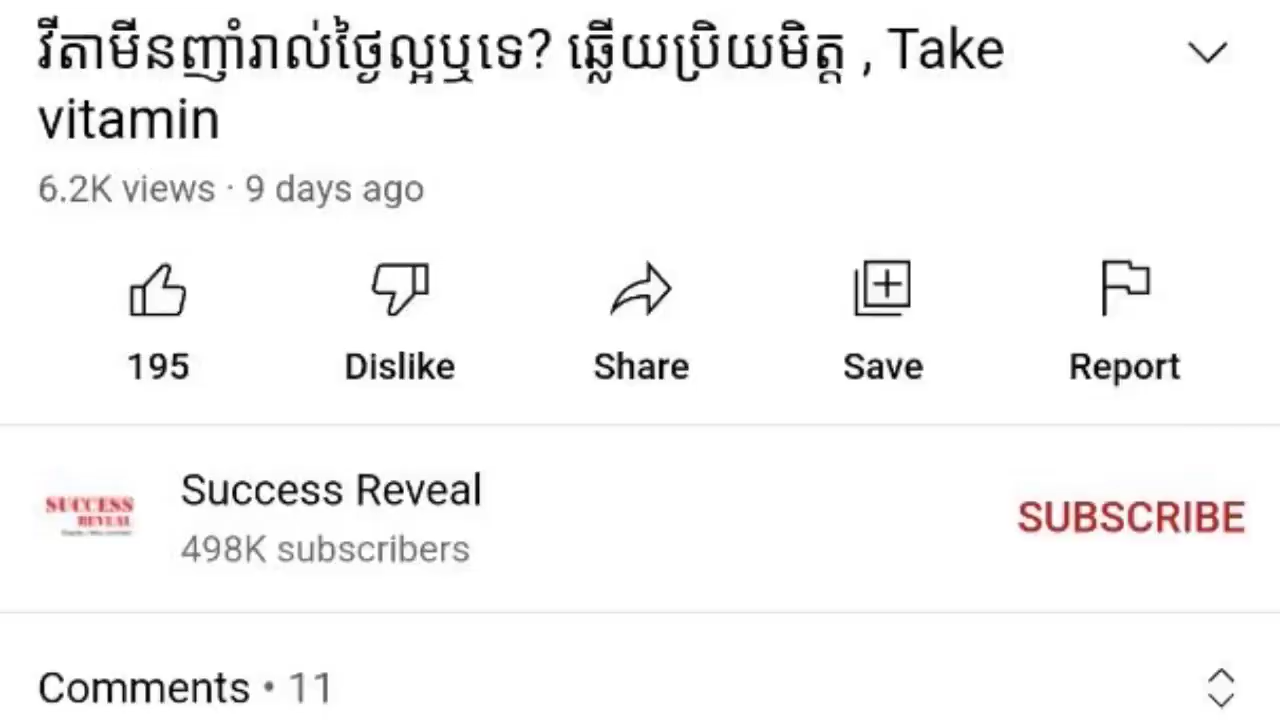 វីតាមីនញ៉ាំរាល់ថ្ងៃល្អឬទេ? ឆ្លើយប្រិយមិត្ត , Take
vitamin
6.2K views · 9 days ago
195 Dislike Share Save Report
SUCCESS
REVEAL
Success Reveal
498K subscribers
SUBSCRIBE
Comments • 11